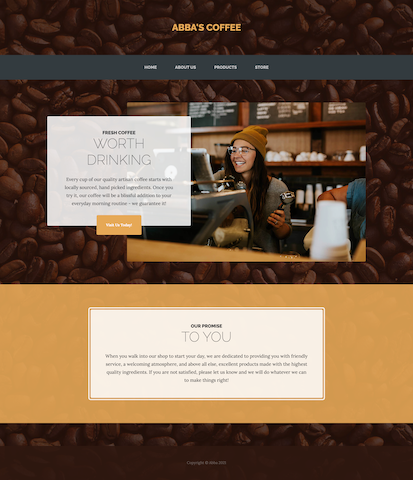 ABBA'S COFFEE
HOME ABOUT US PRODUCTS STORE
FRESH COFFEE
WORTH
DRINKING
Every cup of our quality artisan coffee starts with
locally sourced, hand picked ingredients. Once you
try it, our coffee will be a blissful addition to your
everyday morning routine - we guarantee it!
Visit Us Today!
OUR PROMISE
TO YOU
When you walk into our shop to start your day, we are dedicated to providing you with friendly
service, a welcoming atmosphere, and above all else, excellent products made with the highest
quality ingredients. If you are not satisfied, please let us know and we will do whatever we can
to make things right!
Copyright ©